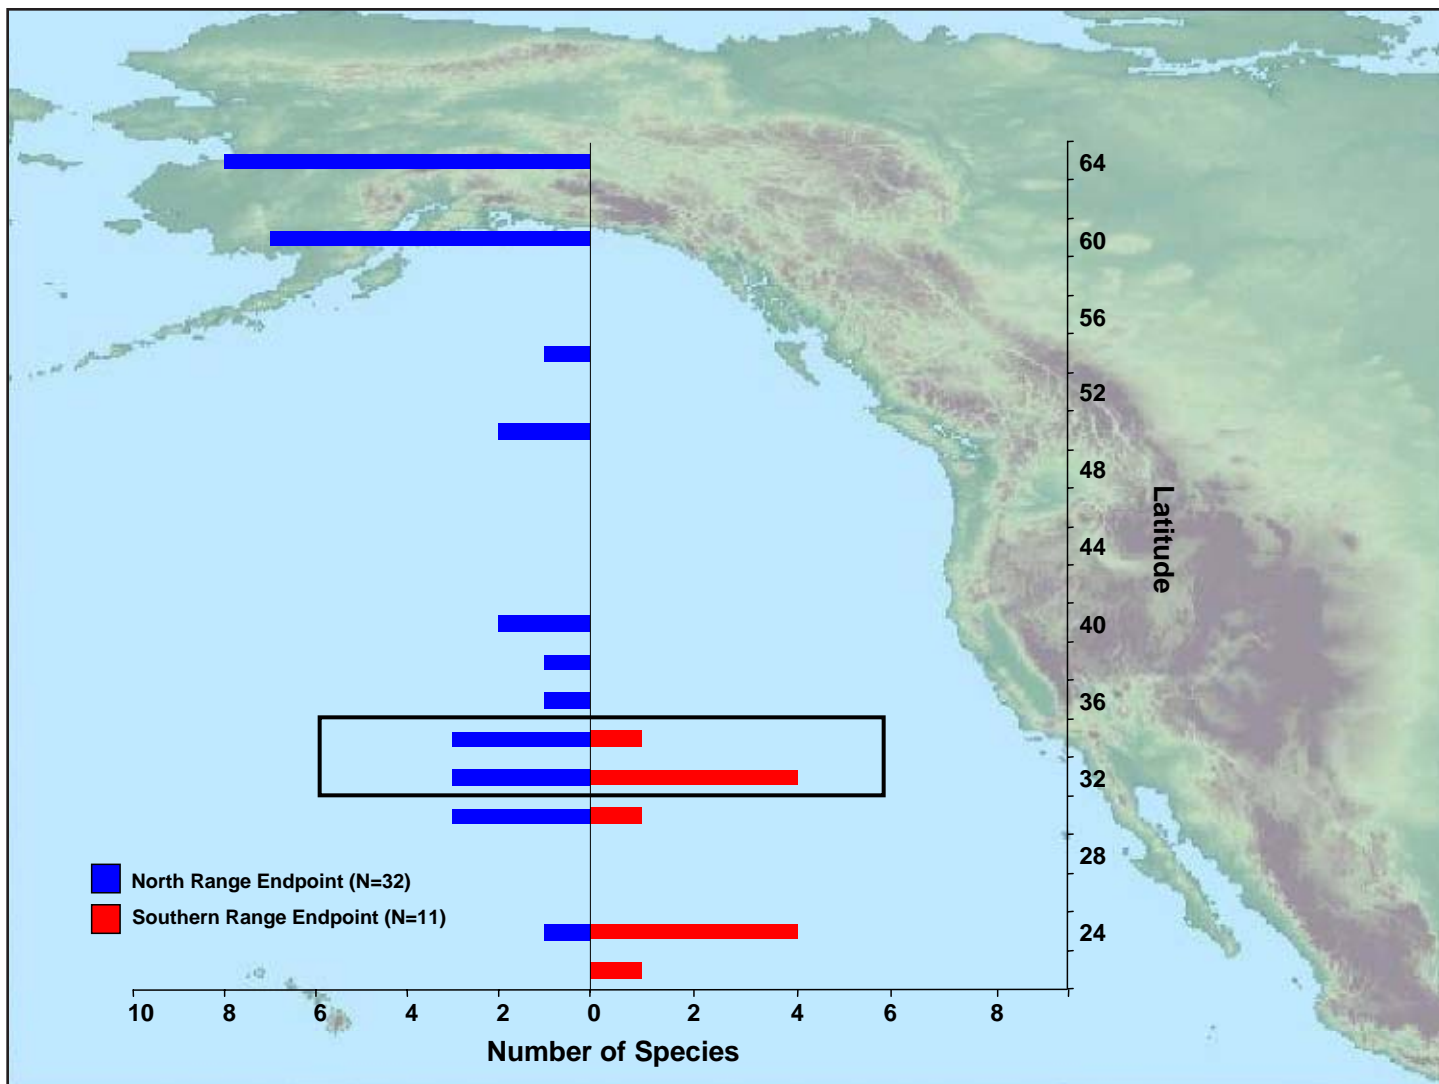 64
60
56
52
48
Latitude
44
40
36
32
28
North Range Endpoint (N=32)
Southern Range Endpoint (N=11)
24
10 8 6 4 2 0 2 4 6 8
Number of Species